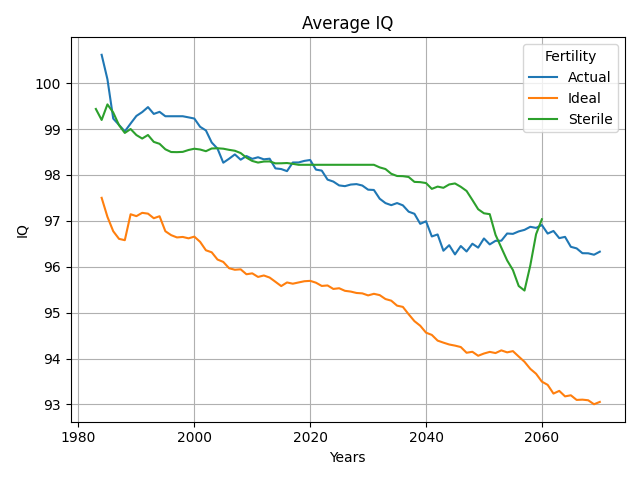 Average IQ
Fertility
Actual
Ideal
Sterile
IQ
100
99
98
97
96
95
94
93
1980 2000 2020 2040 2060
Years